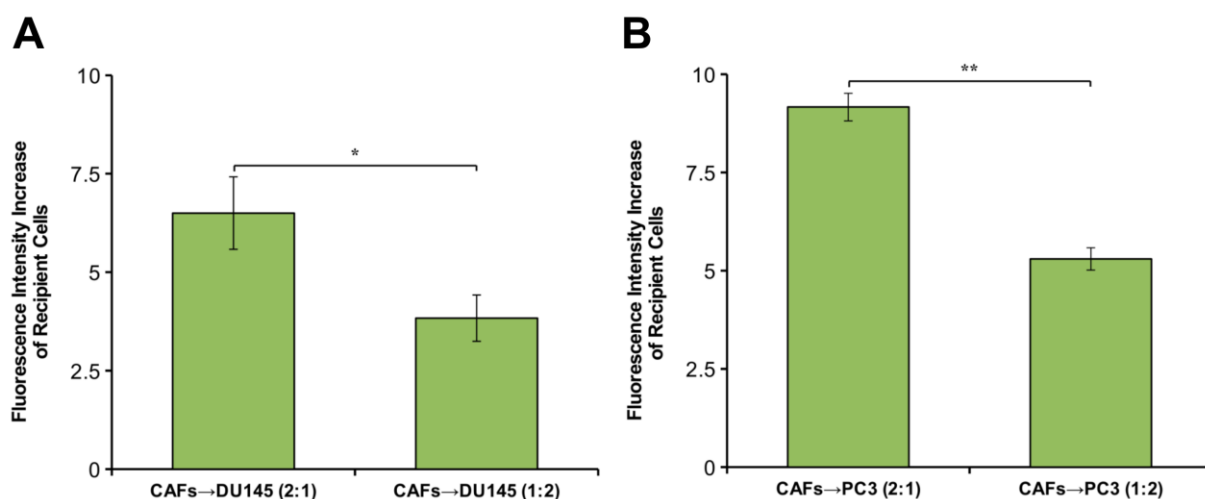 A
Fluorescence Intensity Increase
of Recipient Cells
10
7.5
5
2.5
0
*
CAFs→DU145 (2:1)
CAFs→DU145 (1:2)
B
Fluorescence Intensity Increase
of Recipient Cells
10
7.5
5
2.5
0
**
CAFs→PC3 (2:1)
CAFs→PC3 (1:2)